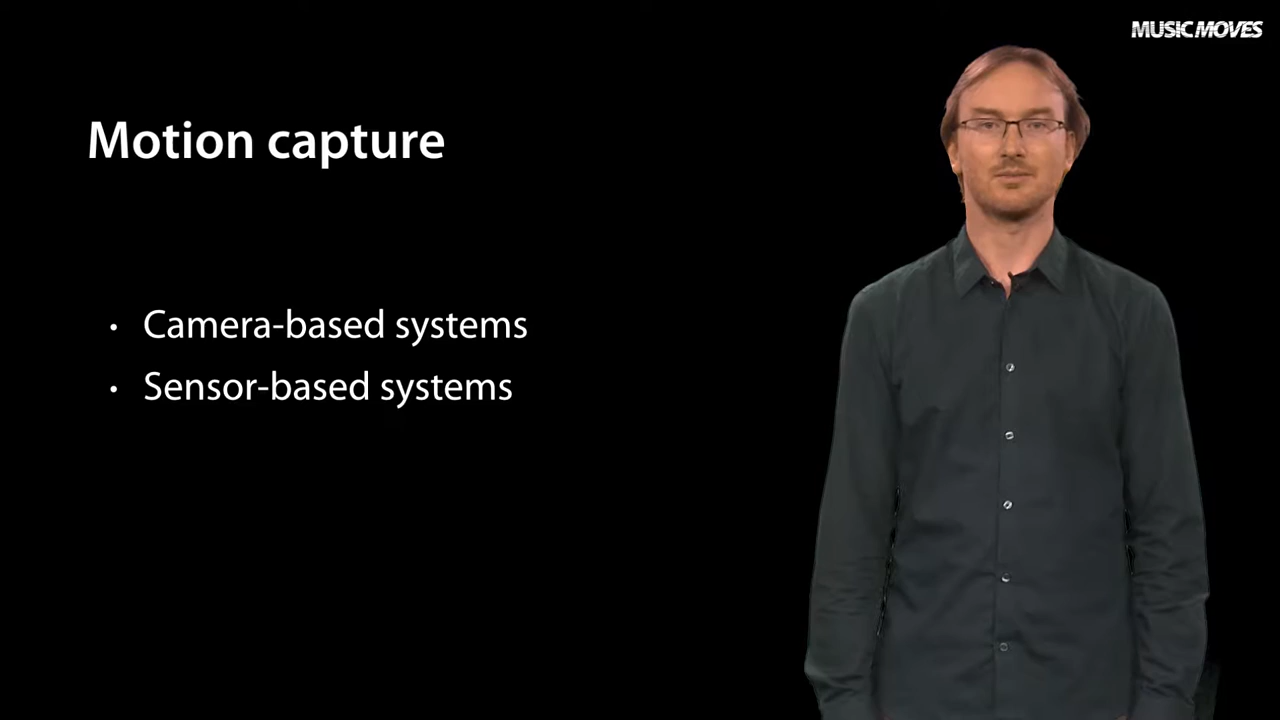 MUSIC MOVES
Motion capture
• Camera-based systems
• Sensor-based systems